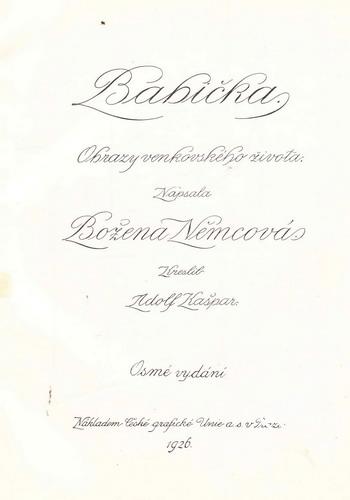 Babička.
Obrazy venkovského života.
Napsala
Božena Němcová
Kreslil
Adolf Kašpar.
Osmé vydání
Nákladem České grafické Unie a. s. v Praze
1926.